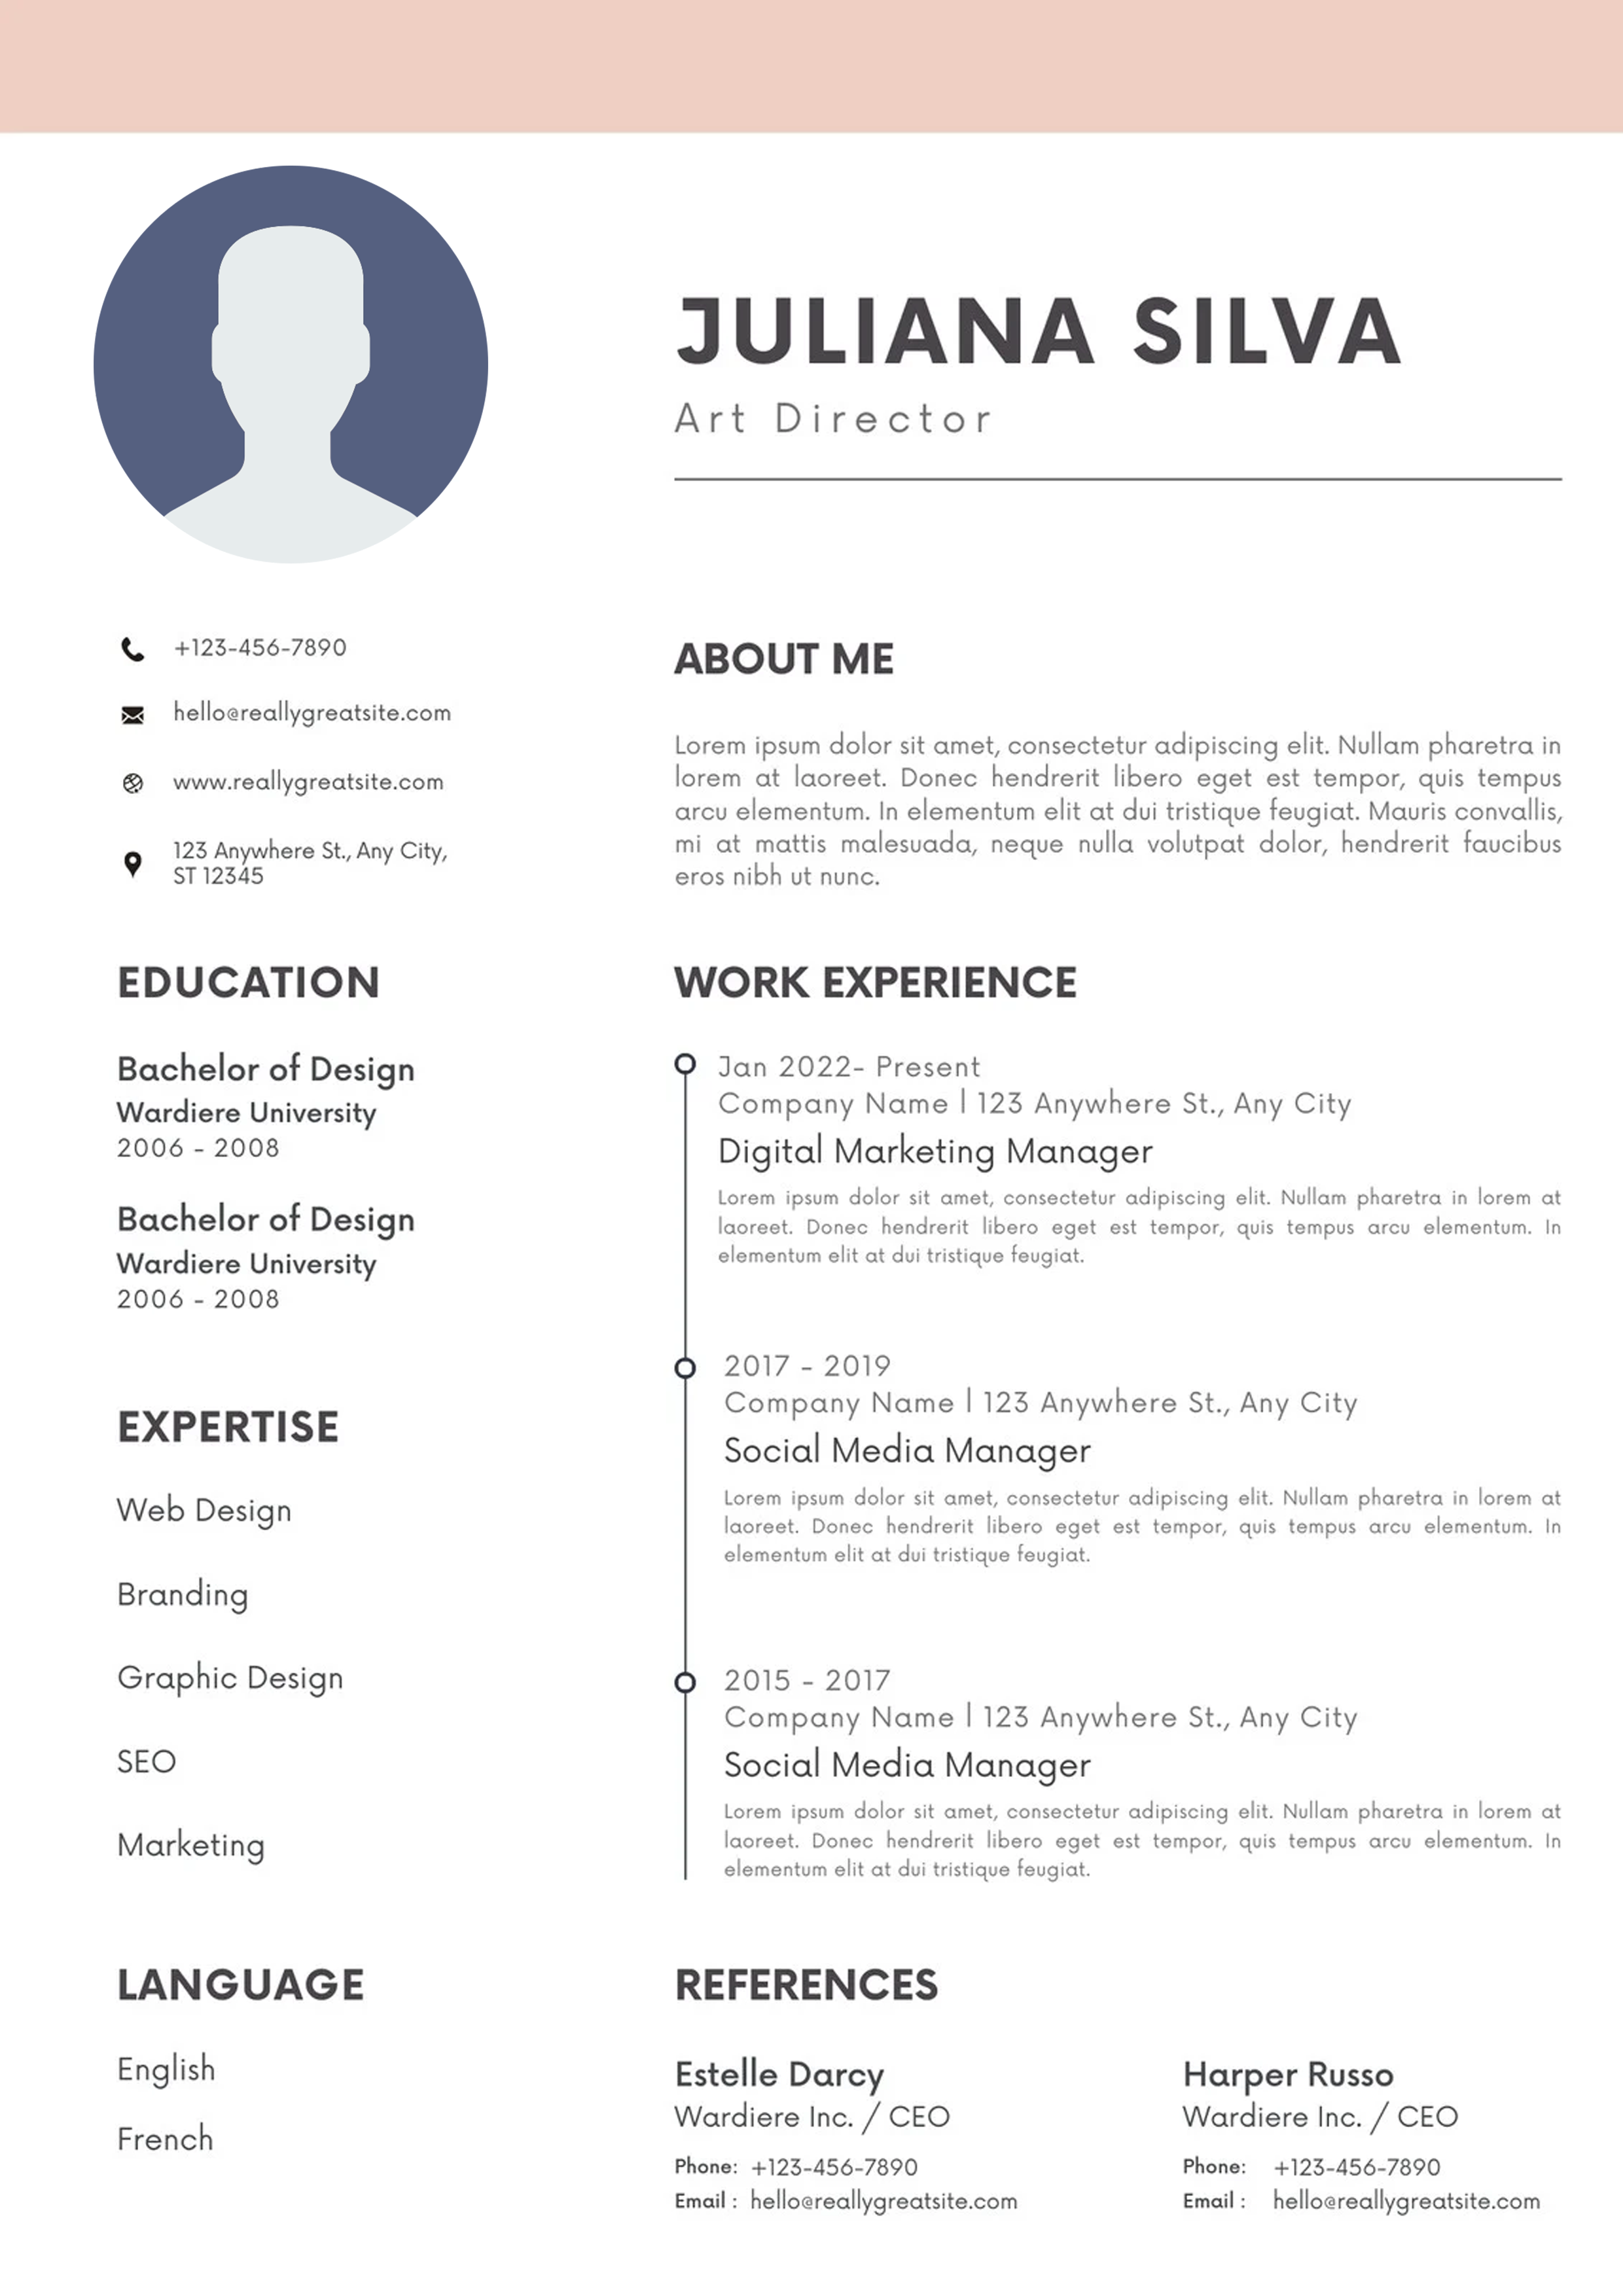 JULIANA SILVA
Art Director
+123-456-7890
hello@reallygreatsite.com
www.reallygreatsite.com
123 Anywhere St., Any City,
ST 12345
EDUCATION
Bachelor of Design
Wardiere University
2006 - 2008
Bachelor of Design
Wardiere University
2006 - 2008
EXPERTISE
Web Design
Branding
Graphic Design
SEO
Marketing
LANGUAGE
English
French
ABOUT ME
Lorem ipsum dolor sit amet, consectetur adipiscing elit. Nullam pharetra in
lorem at laoreet. Donec hendrerit libero eget est tempor, quis tempus
arcu elementum. In elementum elit at dui tristique feugiat. Mauris convallis,
mi at mattis malesuada, neque nulla volutpat dolor, hendrerit faucibus
eros nibh ut nunc.
WORK EXPERIENCE
Jan 2022- Present
Company Name | 123 Anywhere St., Any City
Digital Marketing Manager
Lorem ipsum dolor sit amet, consectetur adipiscing elit. Nullam pharetra in lorem at
laoreet. Donec hendrerit libero eget est tempor, quis tempus arcu elementum. In
elementum elit at dui tristique feugiat.
2017 - 2019
Company Name | 123 Anywhere St., Any City
Social Media Manager
Lorem ipsum dolor sit amet, consectetur adipiscing elit. Nullam pharetra in lorem at
laoreet. Donec hendrerit libero eget est tempor, quis tempus arcu elementum. In
elementum elit at dui tristique feugiat.
2015 - 2017
Company Name | 123 Anywhere St., Any City
Social Media Manager
Lorem ipsum dolor sit amet, consectetur adipiscing elit. Nullam pharetra in lorem at
laoreet. Donec hendrerit libero eget est tempor, quis tempus arcu elementum. In
elementum elit at dui tristique feugiat.
REFERENCES
Estelle Darcy
Wardiere Inc. / CEO
Phone: +123-456-7890
Email : hello@reallygreatsite.com
Harper Russo
Wardiere Inc. / CEO
Phone: +123-456-7890
Email : hello@reallygreatsite.com